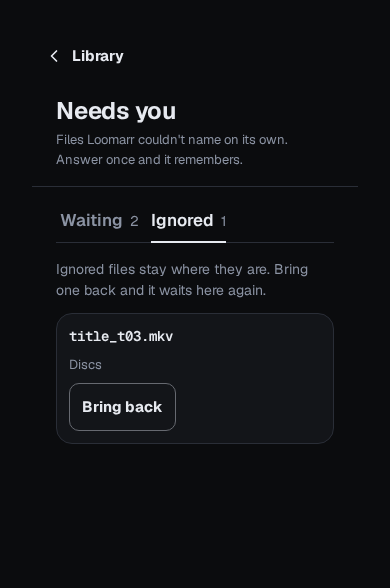 Library
Needs you
Files Loomarr couldn't name on its own.
Answer once and it remembers.
Waiting 2 Ignored 1
Ignored files stay where they are. Bring
one back and it waits here again.
title_t03.mkv
Discs
Bring back